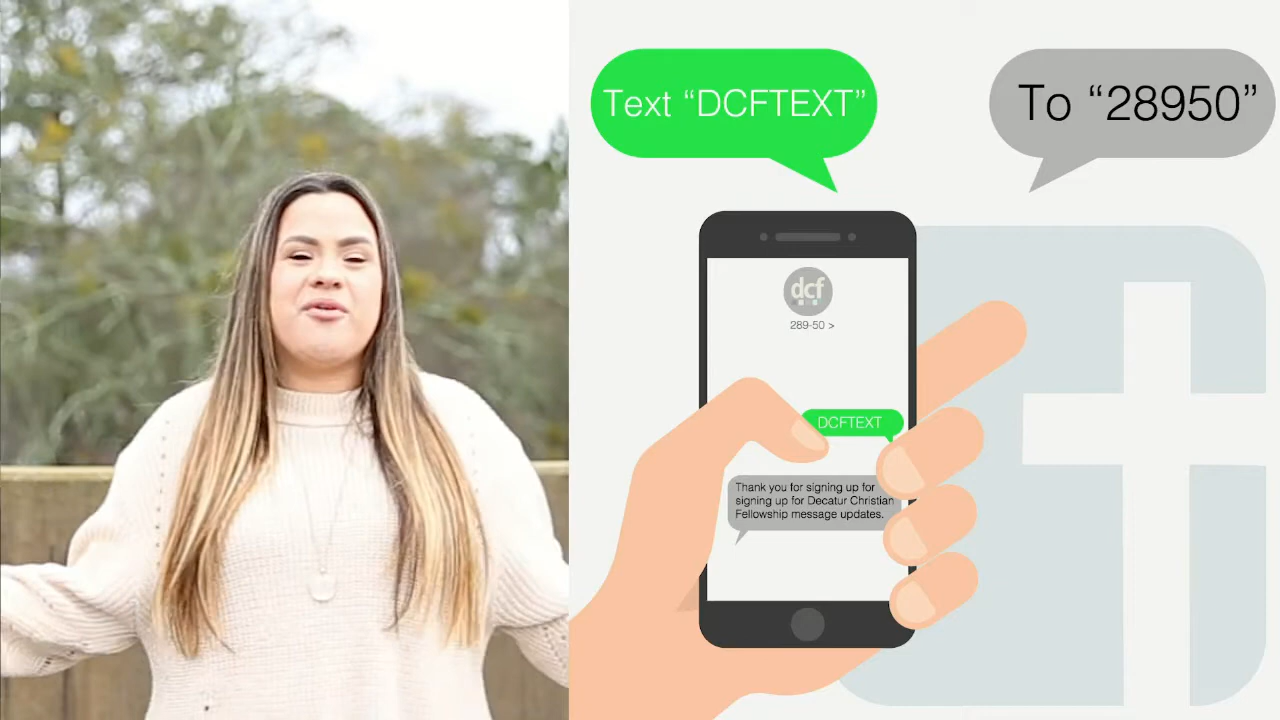 Text “DCFTEXT”
To “28950”
dcf
289-50 >
DCFTEXT
Thank you for signing up for
signing up for Decatur Christian
Fellowship message updates.